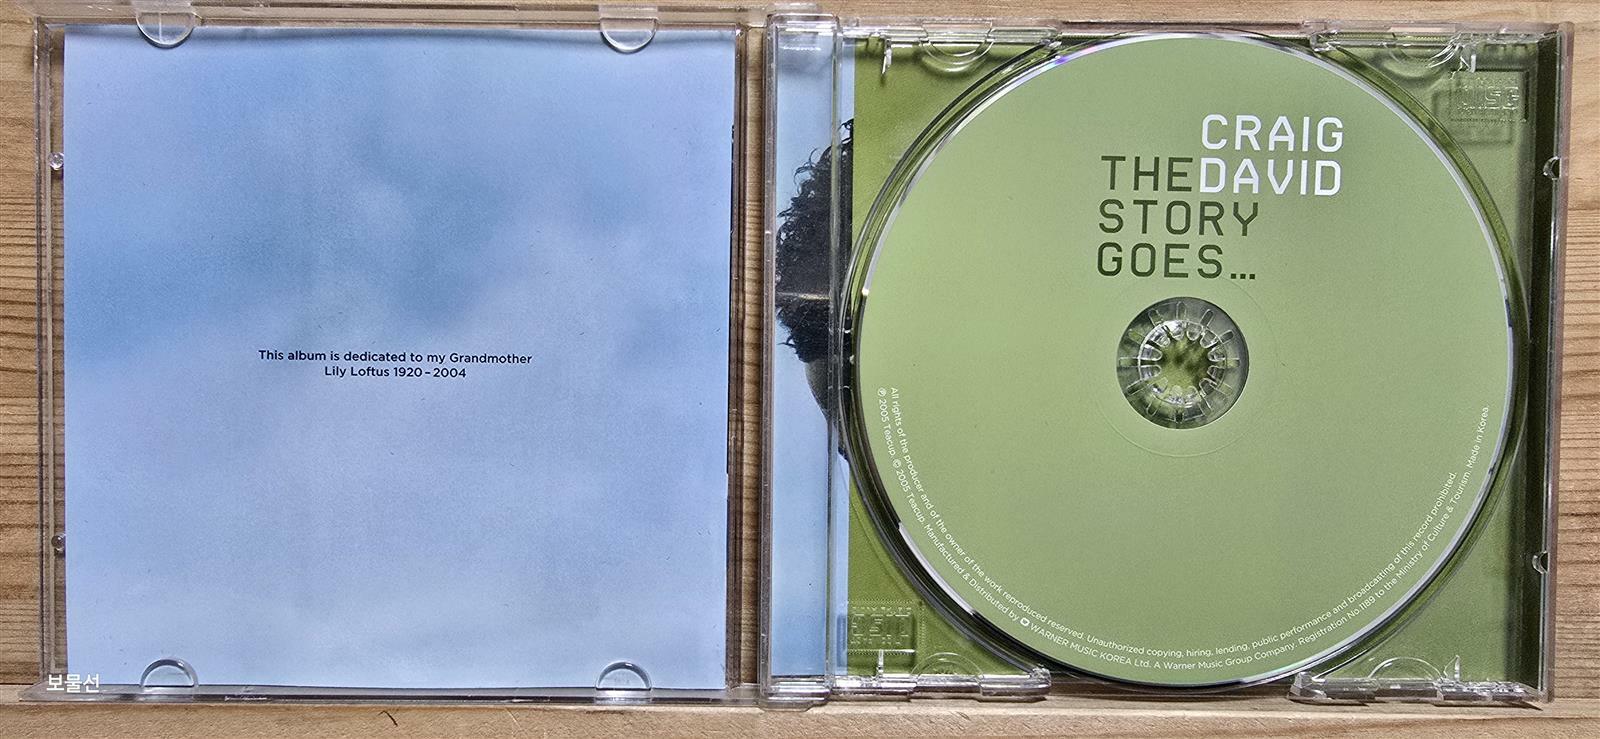 This album is dedicated to my Grandmother
Lily Loftus 1920 – 2004
CRAIG
THE DAVID
STORY
GOES...
All rights of the producer and of the owner of the work reproduced reserved. Unauthorized copying, hiring, lending, public performance and broadcasting of this record prohibited.
℗ 2005 Teacup. © 2005 Teacup. Manufactured & Distributed by WARNER MUSIC KOREA Ltd. A Warner Music Group Company. Registration No.1189 to the Ministry of Culture & Tourism. Made in Korea.
보물선